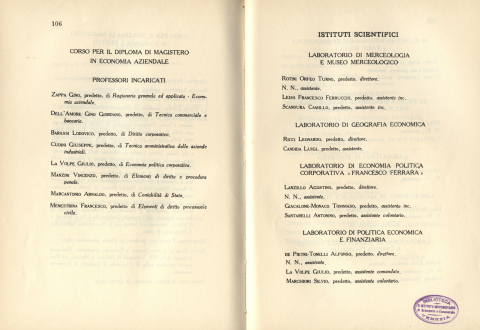 106
CORSO PER IL DIPLOMA DI MAGISTERO
IN ECONOMIA AZIENDALE
PROFESSORI INCARICATI
ZAPPA GINO, predetto, di Ragioneria generale ed applicata - Econo-
mia aziendale.
DELL'AMORE GINO GIORDANO, predetto, di Tecnica commerciale e
bancaria.
BARASSI LODOVICO, predetto, di Diritto corporativo.
CUDINI GIUSEPPE, predetto, di Tecnica amministrativa delle aziende
industriali.
LA VOLPE GIULIO, predetto, di Economia politica corporativa.
MANZINI VINCENZO, predetto, di Elementi di diritto e procedura
penale.
MARCANTONIO ARNALDO, predetto, di Contabilità di Stato.
MENESTRINA FRANCESCO, predetto di Elementi di diritto processuale
civile.
ISTITUTI SCIENTIFICI
LABORATORIO DI MERCEOLOGIA
E MUSEO MERCEOLOGICO
ROTINI ORFEO TURNO, predetto, direttore.
N. N., assistente.
LEISS FRANCESCO FERRUCCIO, predetto, assistente inc.
SCARDURA CAMILLO, predetto, assistente inc.
LABORATORIO DI GEOGRAFIA ECONOMICA
RICCI LEONARDO, predetto, direttore.
CANDIDA LUIGI, predetto, assistente.
LABORATORIO DI ECONOMIA POLITICA
CORPORATIVA « FRANCESCO FERRARA »
LANZILLO AGOSTINO, predetto, direttore.
N. N., assistente.
GIACALONE-MONACO TOMMASO, predetto, assistente inc.
SANTARELLI ANTONINO, predetto, assistente volontario.
LABORATORIO DI POLITICA ECONOMICA
E FINANZIARIA
DE PIETRI-TONELLI ALFONSO, predetto, direttore.
N. N., assistente.
LA VOLPE GIULIO, predetto, assistente comandato.
MARCHIORI SILVIO, predetto, assistente volontario.
BIBLIOTECA
VENEZIA